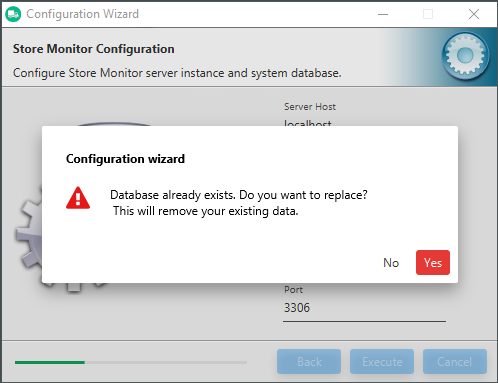 Configuration Wizard
Store Monitor Configuration
Configure Store Monitor server instance and system database.
Server Host
localhost
Configuration wizard
Database already exists. Do you want to replace?
This will remove your existing data.
No
Yes
Port
3306
Back
Execute
Cancel